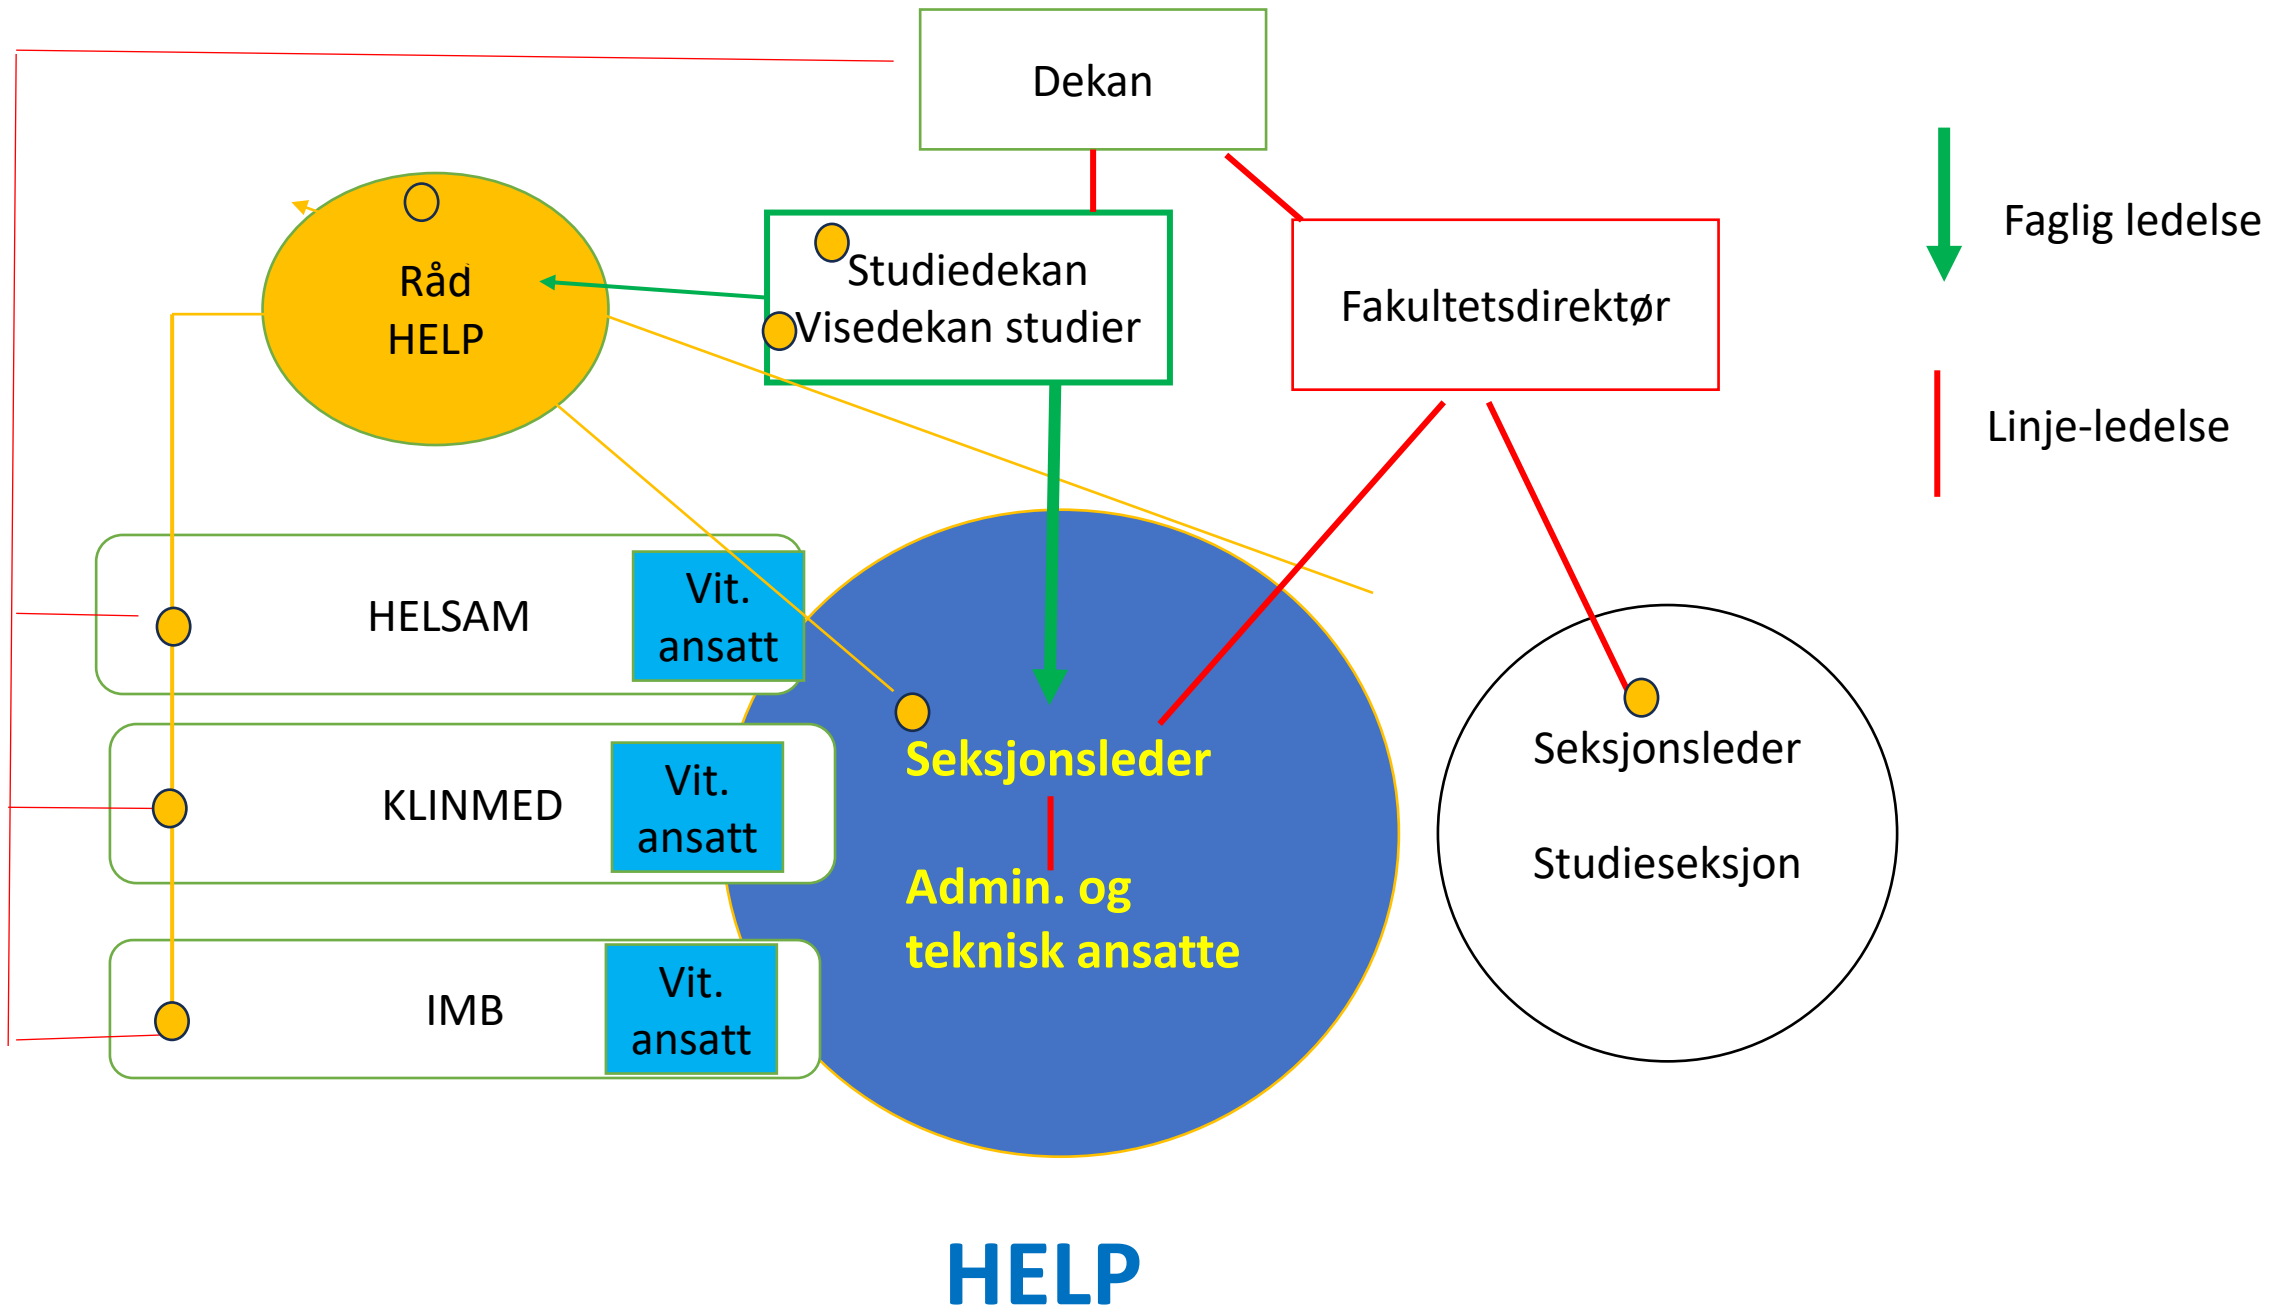 Dekan
Råd
HELP
Studiedekan
Visedekan studier
Fakultetsdirektør
Faglig ledelse
Linje-ledelse
HELSAM
Vit.
ansatt
KLINMED
Vit.
ansatt
IMB
Vit.
ansatt
Seksjonsleder
Admin. og
teknisk ansatte
Seksjonsleder
Studieseksjon
HELP